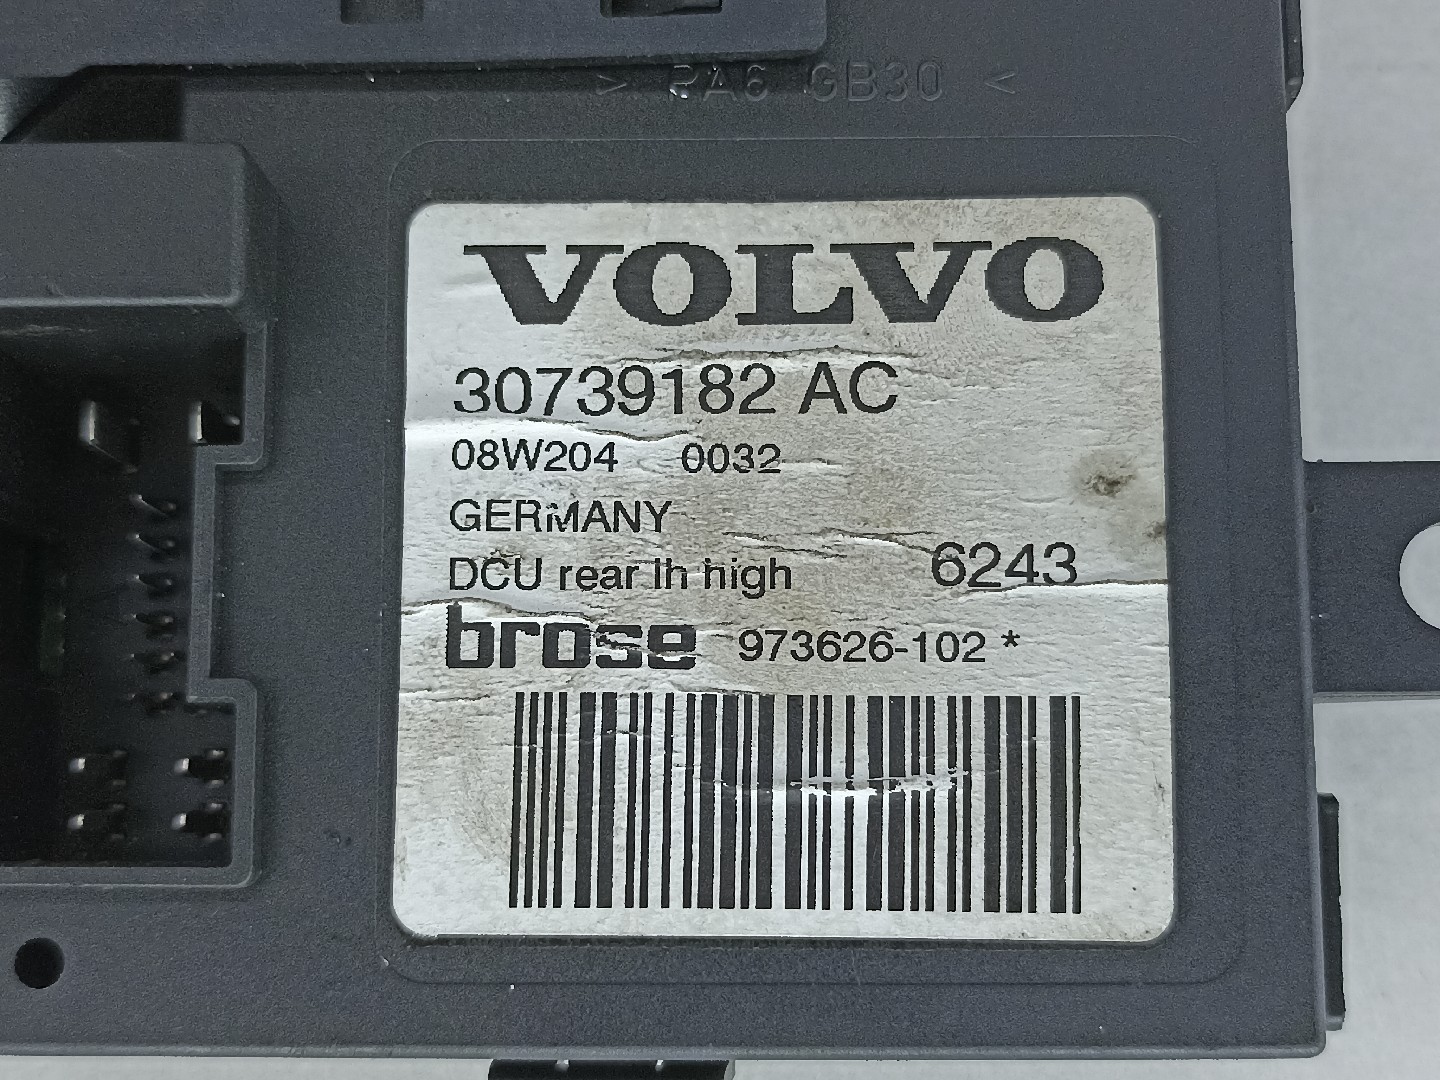 > PA6 GB30 <
VOLVO
30739182 AC
08W204 0032
GERMANY
DCU rear lh high 6243
brose 973626-102 *